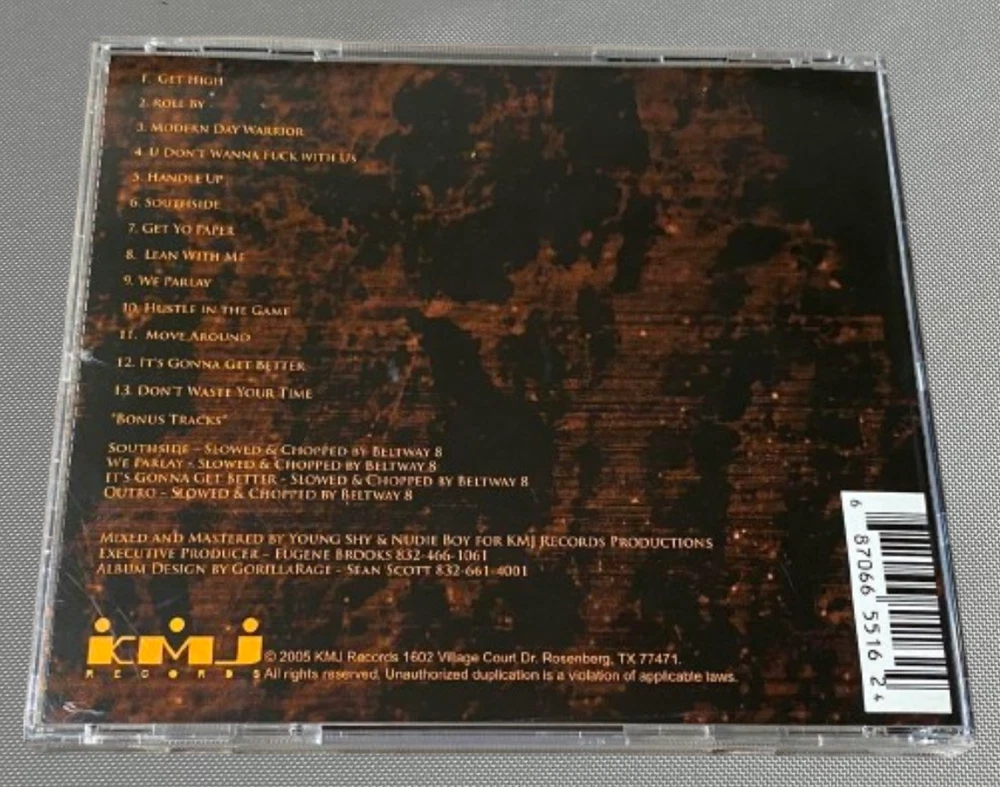 1. Get High
2. Roll By
3. Modern Day Warrior
4. U Don't Wanna Fuck with Us
5. Handle Up
6. Southside
7. Get Yo Paper
8. Lean With Me
9. We Parlay
10. Hustle in the Game
11. Move Around
12. It's Gonna Get Better
13. Don't Waste Your Time
"Bonus Tracks"
Southside - Slowed & Chopped by Beltway 8
We Parlay - Slowed & Chopped by Beltway 8
It's Gonna Get Better - Slowed & Chopped by Beltway 8
Outro - Slowed & Chopped by Beltway 8
Mixed and Mastered by Young Shy & Nudie Boy for KMJ Records Productions
Executive Producer - Eugene Brooks 832-466-1061
Album Design by GorillaRage - Sean Scott 832-661-4001
KMJ
RECORDS
© 2005 KMJ Records 1602 Village Court Dr. Rosenberg, TX 77471.
All rights reserved. Unauthorized duplication is a violation of applicable laws.
6 87066 5516 2 4